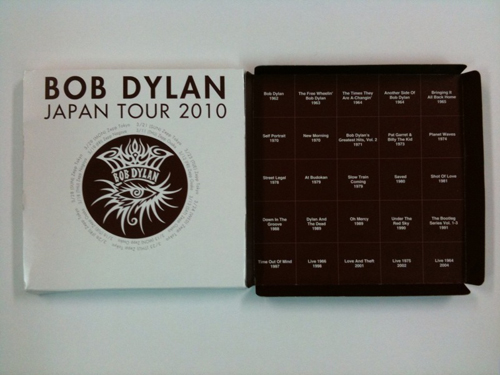 BOB DYLAN
JAPAN TOUR 2010
BOB DYLAN
Bob Dylan
1962
The Free Wheelin'
Bob Dylan
1963
The Times They
Are A-Changin'
1964
Another Side Of
Bob Dylan
1964
Bringing It
All Back Home
1965
Self Portrait
1970
New Morning
1970
Bob Dylan's
Greatest Hits, Vol. 2
1971
Pat Garret &
Billy The Kid
1973
Planet Waves
1974
Street Legal
1978
At Budokan
1979
Slow Train
Coming
1979
Saved
1980
Shot Of Love
1981
Down In The
Groove
1988
Dylan And
The Dead
1989
Oh Mercy
1989
Under The
Red Sky
1990
The Bootleg
Series Vol. 1-3
1991
Time Out Of Mind
1997
Live 1966
1998
Love And Theft
2001
Live 1975
2002
Live 1964
2004